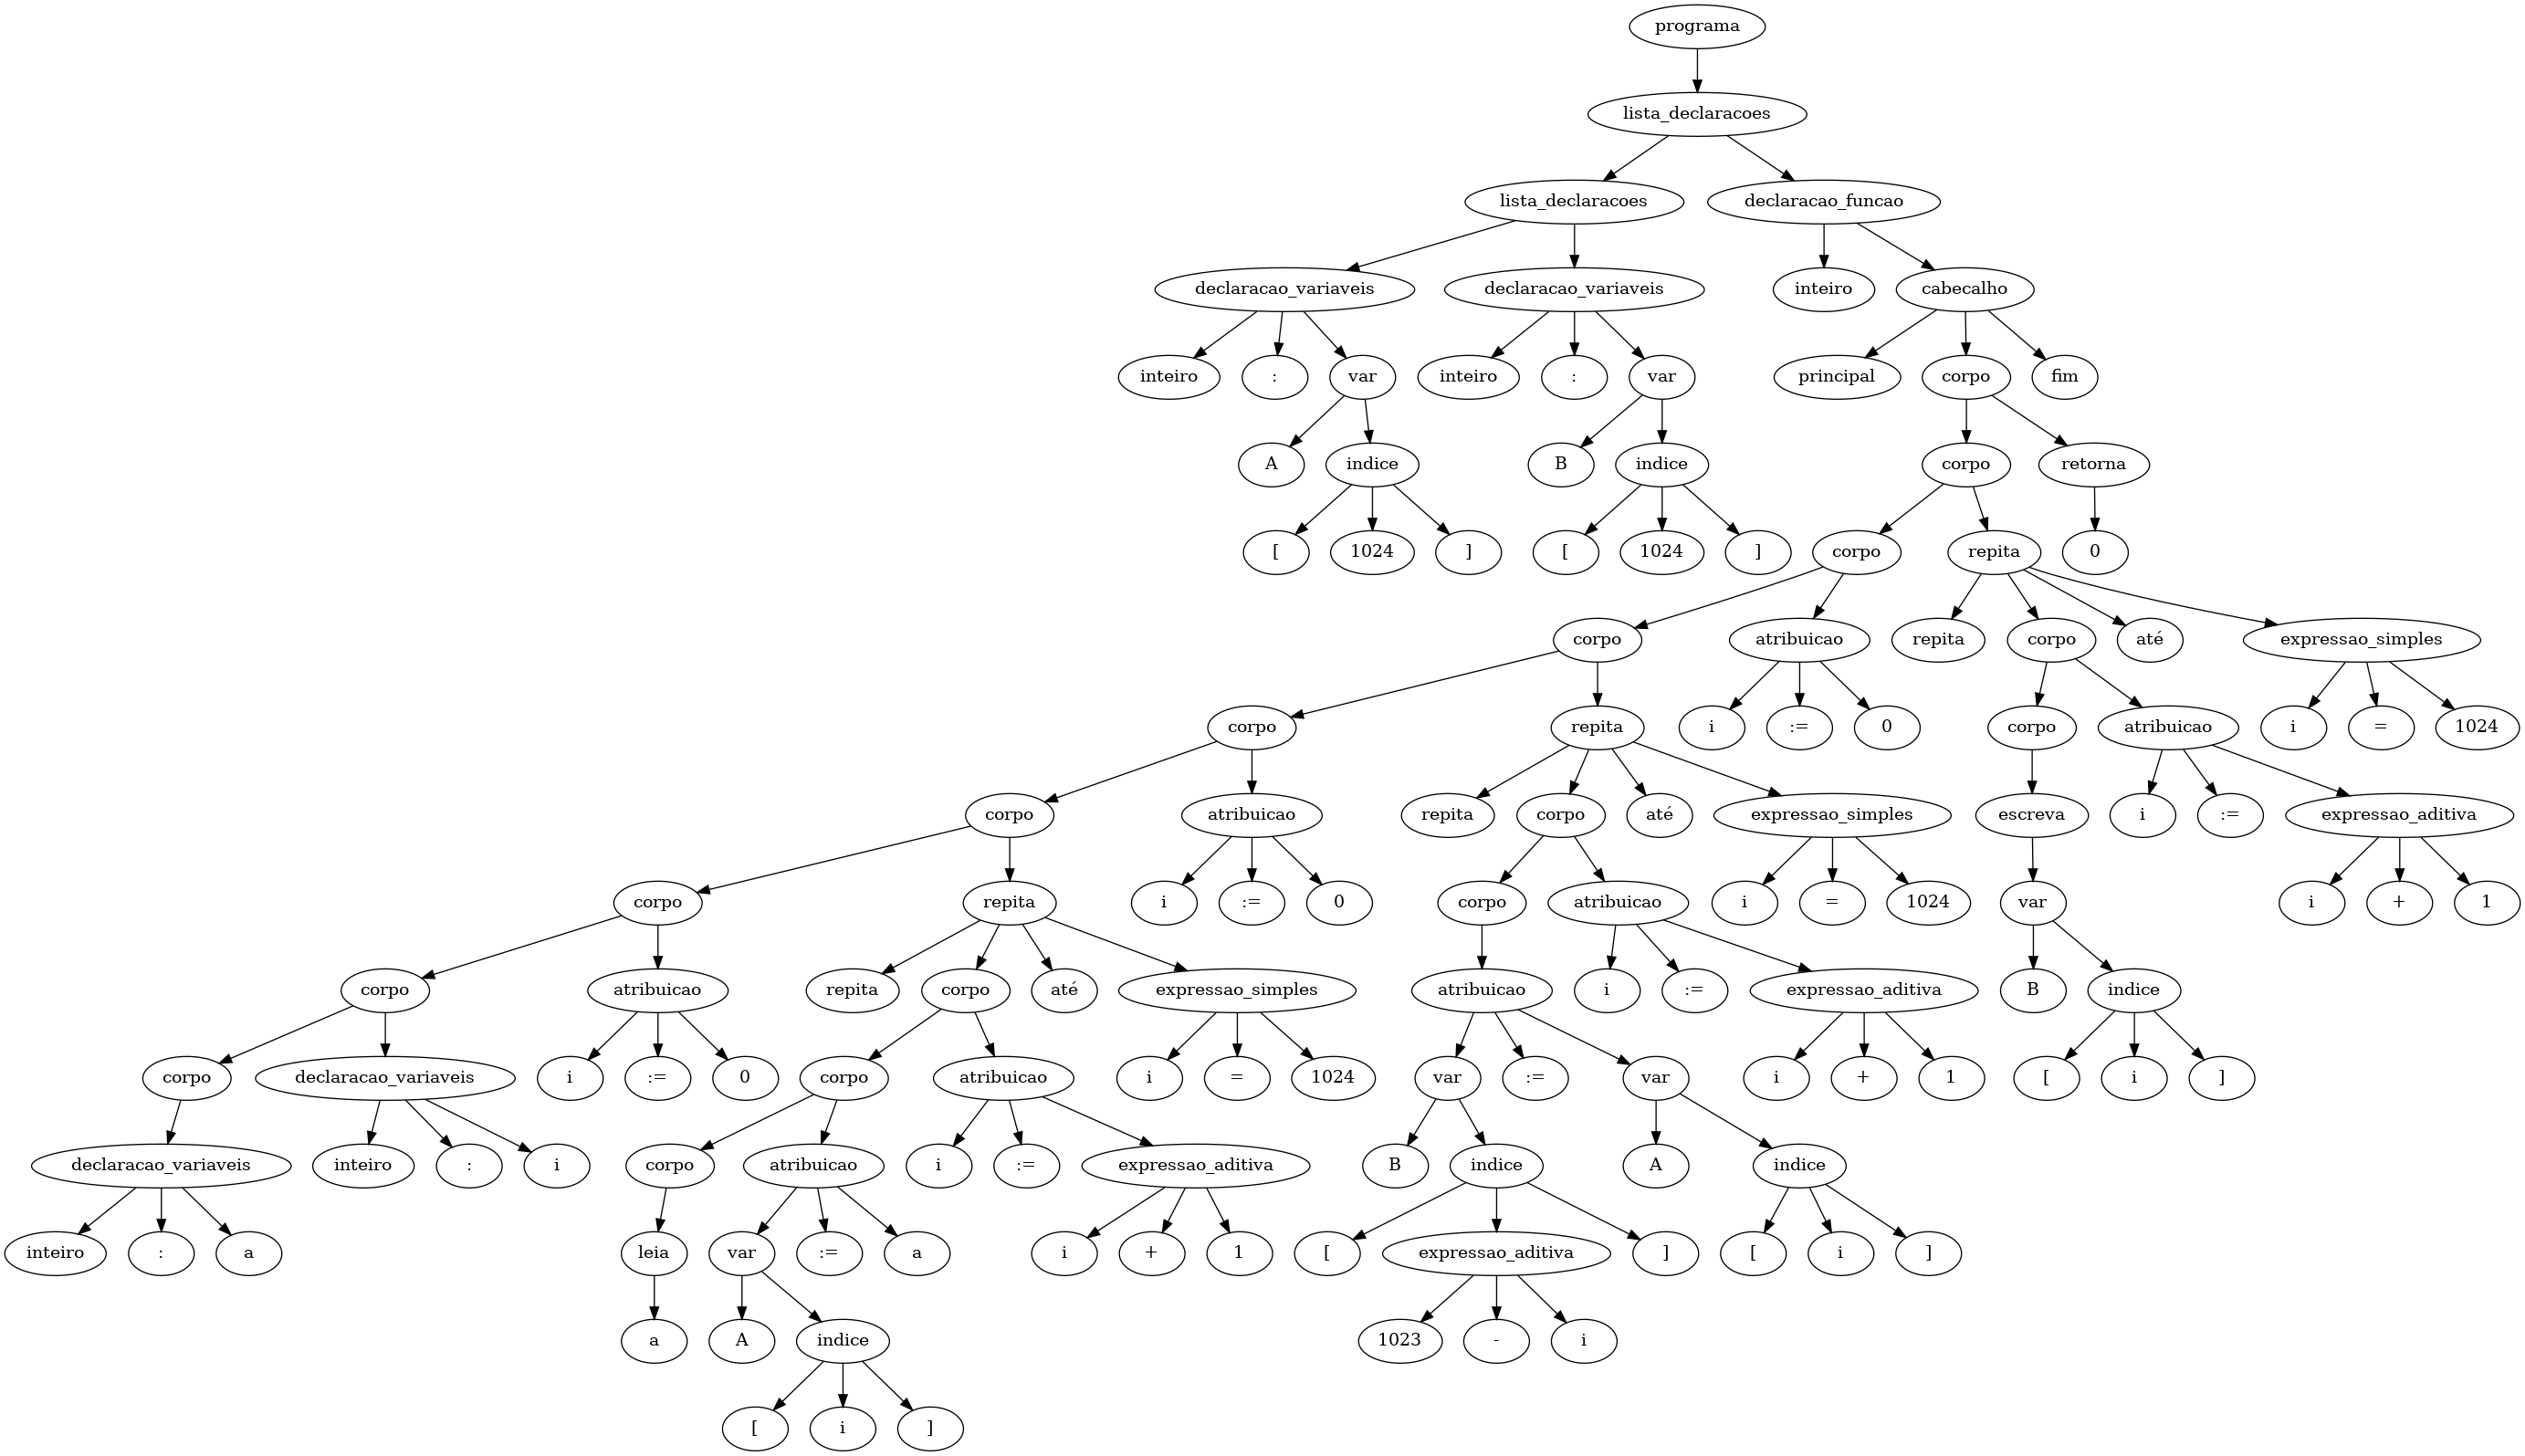 programa
lista_declaracoes
lista_declaracoes declaracao_funcao
declaracao_variaveis declaracao_variaveis inteiro cabecalho
inteiro : var inteiro : var principal corpo fim
A indice B indice corpo retorna
[ 1024 ] [ 1024 ] corpo repita 0
corpo atribuicao repita corpo até expressao_simples
corpo repita i := 0 corpo atribuicao i = 1024
corpo atribuicao repita corpo até expressao_simples escreva i := expressao_aditiva
corpo repita i := 0 corpo atribuicao i = 1024 var i + 1
corpo atribuicao repita corpo até expressao_simples atribuicao i := expressao_aditiva B indice
corpo declaracao_variaveis i := 0 corpo atribuicao i = 1024 var := var i + 1 [ i ]
declaracao_variaveis inteiro : i corpo atribuicao i := expressao_aditiva B indice A indice
inteiro : a leia var := a i + 1 [ expressao_aditiva ] [ i ]
a A indice 1023 - i
[ i ]